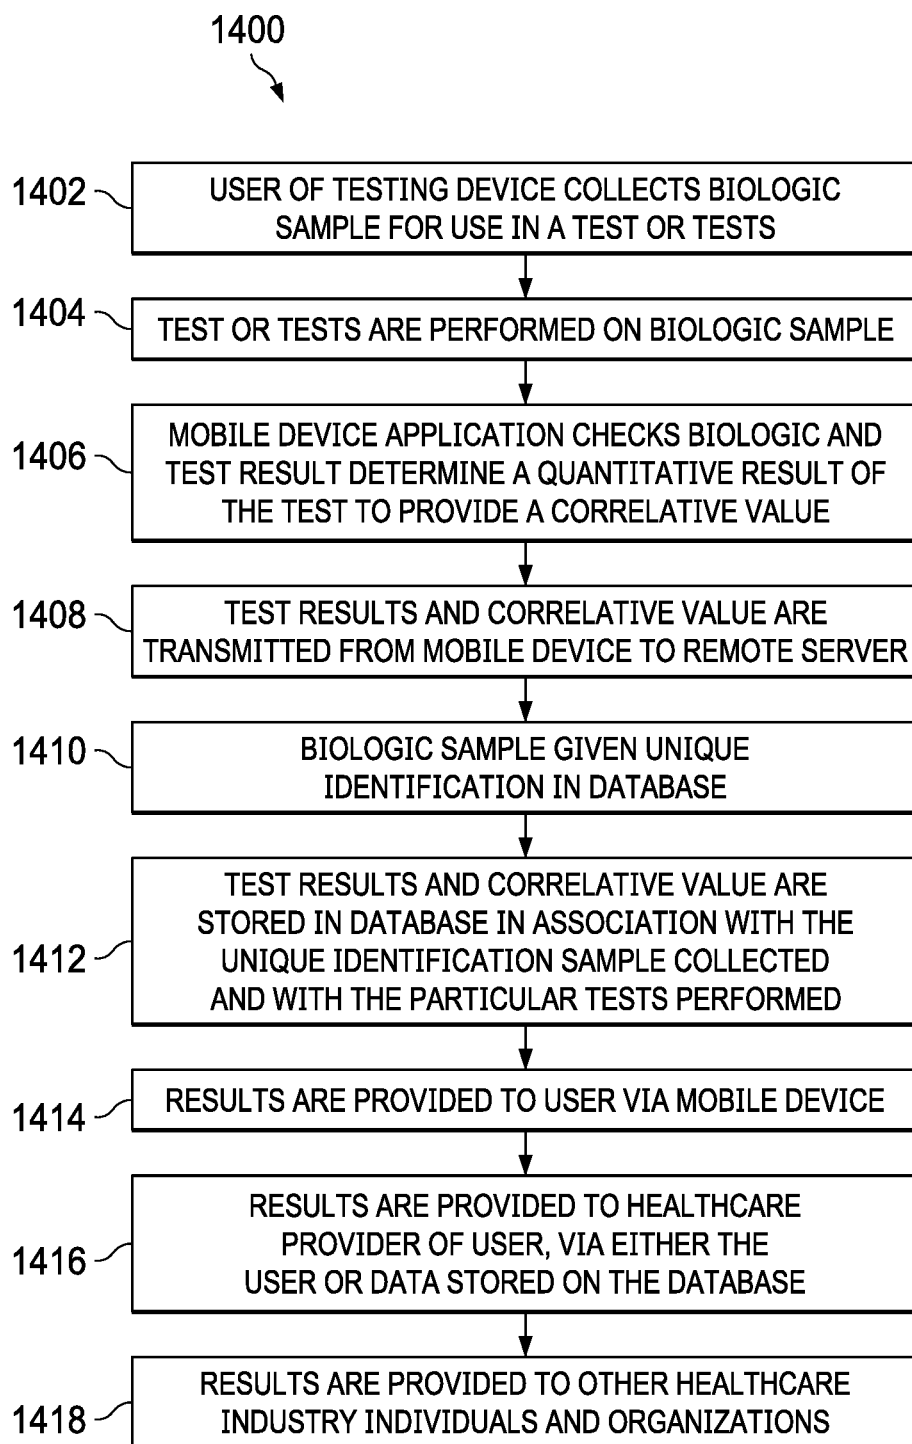 1400
1402
USER OF TESTING DEVICE COLLECTS BIOLOGIC
SAMPLE FOR USE IN A TEST OR TESTS
1404
TEST OR TESTS ARE PERFORMED ON BIOLOGIC SAMPLE
1406
MOBILE DEVICE APPLICATION CHECKS BIOLOGIC AND
TEST RESULT DETERMINE A QUANTITATIVE RESULT OF
THE TEST TO PROVIDE A CORRELATIVE VALUE
1408
TEST RESULTS AND CORRELATIVE VALUE ARE
TRANSMITTED FROM MOBILE DEVICE TO REMOTE SERVER
1410
BIOLOGIC SAMPLE GIVEN UNIQUE
IDENTIFICATION IN DATABASE
1412
TEST RESULTS AND CORRELATIVE VALUE ARE
STORED IN DATABASE IN ASSOCIATION WITH THE
UNIQUE IDENTIFICATION SAMPLE COLLECTED
AND WITH THE PARTICULAR TESTS PERFORMED
1414
RESULTS ARE PROVIDED TO USER VIA MOBILE DEVICE
1416
RESULTS ARE PROVIDED TO HEALTHCARE
PROVIDER OF USER, VIA EITHER THE
USER OR DATA STORED ON THE DATABASE
1418
RESULTS ARE PROVIDED TO OTHER HEALTHCARE
INDUSTRY INDIVIDUALS AND ORGANIZATIONS